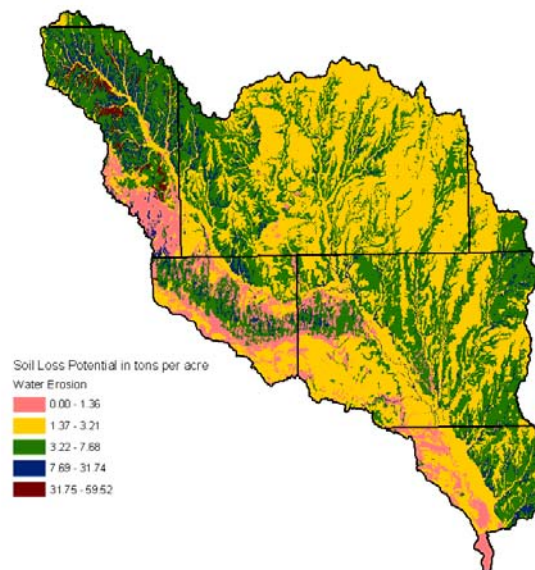 Soil Loss Potential in tons per acre
Water Erosion
0.00 - 1.36
1.37 - 3.21
3.22 - 7.68
7.69 - 31.74
31.75 - 59.52